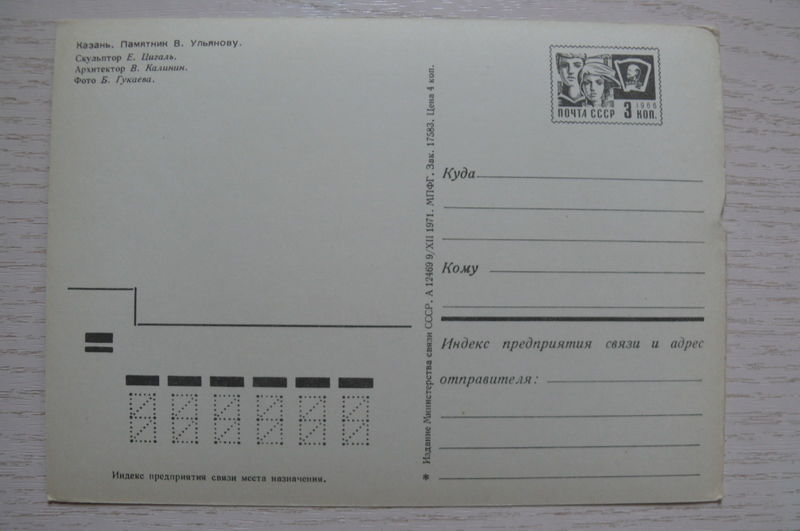 Казань. Памятник В. Ульянову.
Скульптор Е. Цигаль.
Архитектор В. Калинин.
Фото Б. Гукаева.
1966
ПОЧТА СССР 3 КОП.
Издание Министерства связи СССР. А 12469 9/XII 1971. МПФГ. Зак. 17583. Цена 4 коп.
Куда
Кому
Индекс предприятия связи и адрес
отправителя:
*
Индекс предприятия связи места назначения.